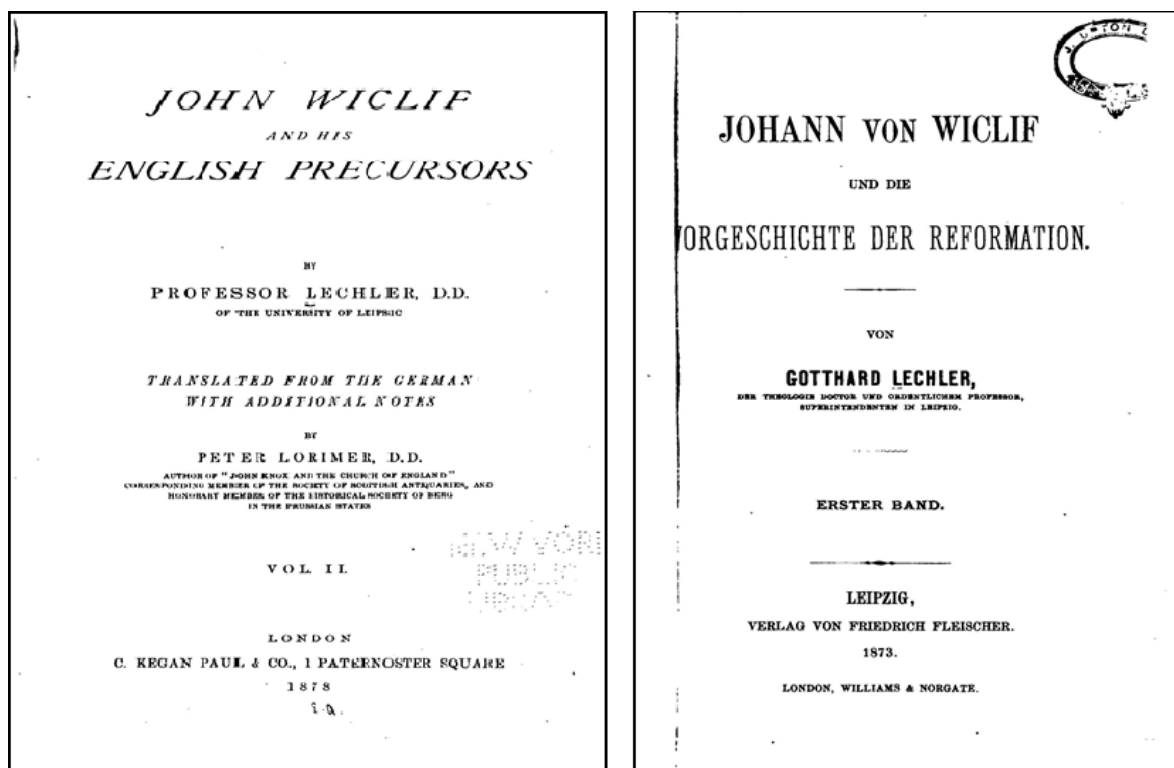 JOHN WICLIF
AND HIS
ENGLISH PRECURSORS
BY
PROFESSOR LECHLER, D.D.
OF THE UNIVERSITY OF LEIPSIC
TRANSLATED FROM THE GERMAN
WITH ADDITIONAL NOTES
BY
PETER LORIMER, D.D.
AUTHOR OF "JOHN KNOX AND THE CHURCH OF ENGLAND"
CORRESPONDING MEMBER OF THE SOCIETY OF SCOTTISH ANTIQUARIES, AND
HONORARY MEMBER OF THE HISTORICAL SOCIETY OF BERG
IN THE PRUSSIAN STATES
VOL. II.
PUBLIC
LONDON
C. KEGAN PAUL & CO., 1 PATERNOSTER SQUARE
1878
JOHANN VON WICLIF
UND DIE
VORGESCHICHTE DER REFORMATION.
VON
GOTTHARD LECHLER,
DER THEOLOGIE DOCTOR UND ORDENTLICHEM PROFESSOR,
SUPERINTENDENTEN IN LEIPZIG.
ERSTER BAND.
LEIPZIG,
VERLAG VON FRIEDRICH FLEISCHER.
1873.
LONDON, WILLIAMS & NORGATE.